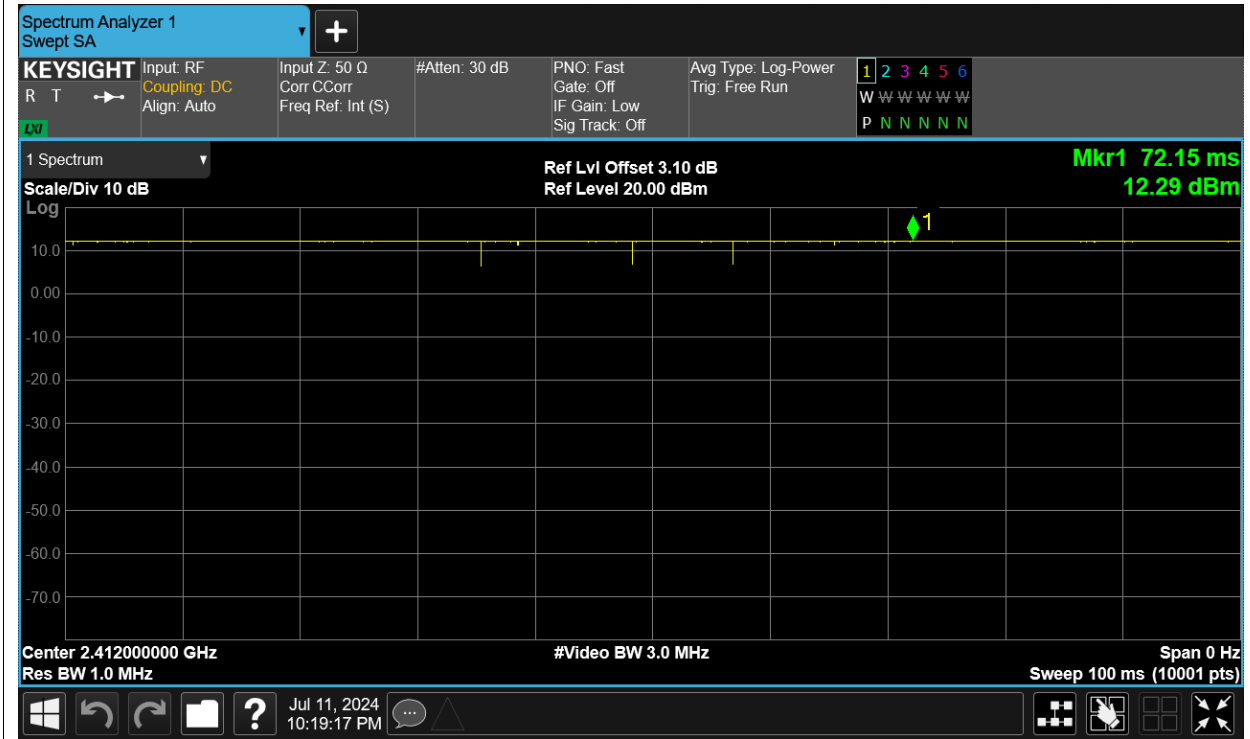 Spectrum Analyzer 1
Swept SA
+
KEYSIGHT
R T
LXI
Input: RF
Coupling: DC
Align: Auto
Input Z: 50 Ω
Corr CCorr
Freq Ref: Int (S)
#Atten: 30 dB
PNO: Fast
Gate: Off
IF Gain: Low
Sig Track: Off
Avg Type: Log-Power
Trig: Free Run
1 2 3 4 5 6
W W W W W W
P N N N N N
1 Spectrum
Scale/Div 10 dB
Ref Lvl Offset 3.10 dB
Ref Level 20.00 dBm
Mkr1 72.15 ms
12.29 dBm
Log
1
10.0
0.00
-10.0
-20.0
-30.0
-40.0
-50.0
-60.0
-70.0
Center 2.412000000 GHz
Res BW 1.0 MHz
#Video BW 3.0 MHz
Span 0 Hz
Sweep 100 ms (10001 pts)
?
Jul 11, 2024
10:19:17 PM